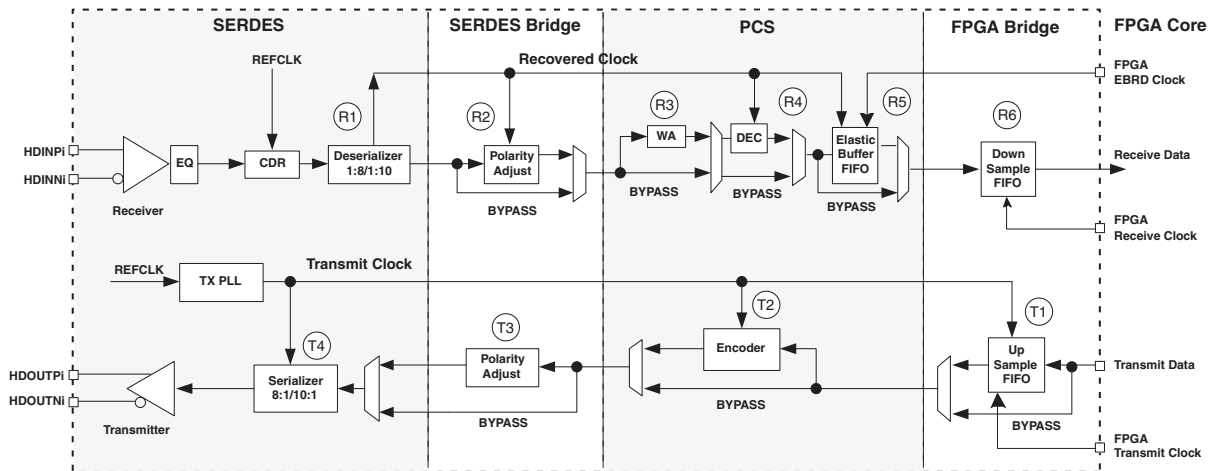 SERDES
SERDES Bridge
PCS
FPGA Bridge
FPGA Core
REFCLK
Recovered Clock
FPGA
EBRD Clock
R1
R2
R3
R4
R5
R6
HDINPi
HDINNi
EQ
CDR
Deserializer
1:8/1:10
Polarity
Adjust
WA
DEC
Elastic
Buffer
FIFO
Down
Sample
FIFO
Receive Data
BYPASS
BYPASS
BYPASS
BYPASS
Receiver
FPGA
Receive Clock
REFCLK
TX PLL
Transmit Clock
T4
T3
T2
T1
HDOUTPi
HDOUTNi
Transmitter
Serializer
8:1/10:1
Polarity
Adjust
Encoder
Up
Sample
FIFO
Transmit Data
BYPASS
BYPASS
BYPASS
FPGA
Transmit Clock